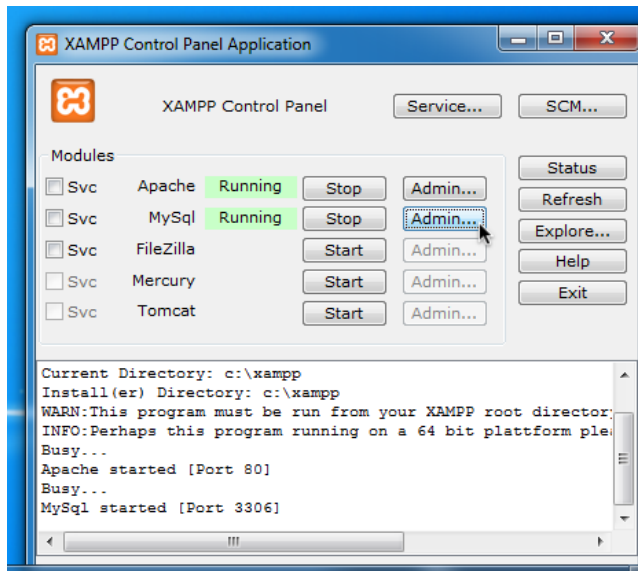 XAMPP Control Panel Application
XAMPP Control Panel Service... SCM...
Modules
Svc Apache Running Stop Admin...
Svc MySql Running Stop Admin...
Svc FileZilla Start Admin...
Svc Mercury Start Admin...
Svc Tomcat Start Admin...
Status
Refresh
Explore...
Help
Exit
Current Directory: c:\xampp
Install(er) Directory: c:\xampp
WARN:This program must be run from your XAMPP root director
INFO:Perhaps this program running on a 64 bit plattform
Busy...
Apache started [Port 80]
Busy...
MySql started [Port 3306]